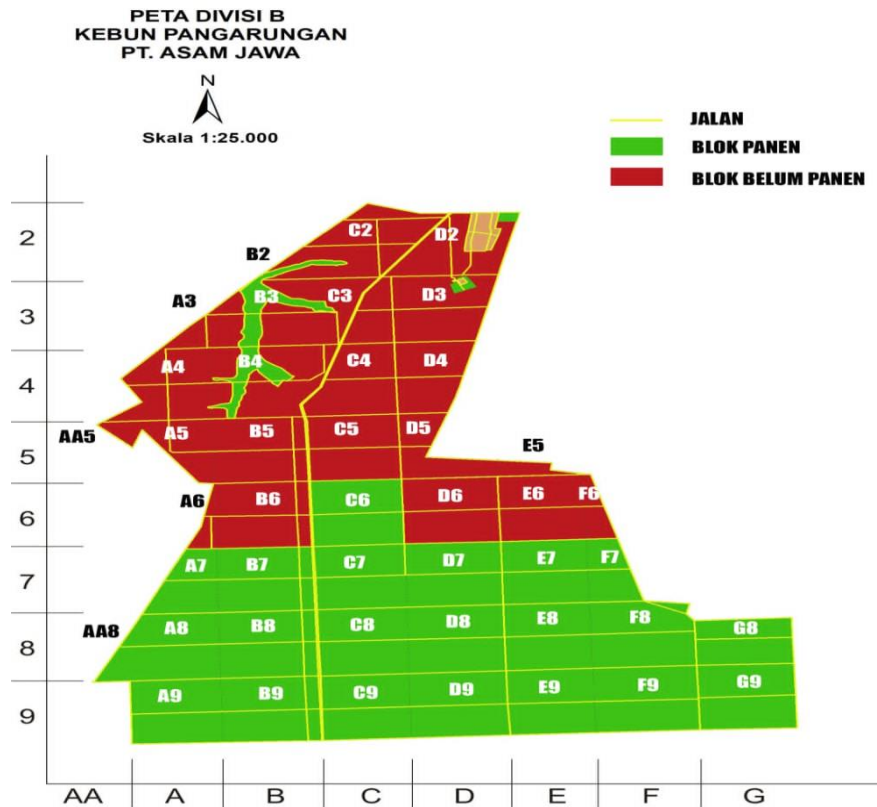 PETA DIVISI B
KEBUN PANGARUNGAN
PT. ASAM JAWA
N
Skala 1:25.000
JALAN
BLOK PANEN
BLOK BELUM PANEN
2
C2
D2
B2
3
A3
B3
C3
D3
4
A4
B4
C4
D4
5
AA5
A5
B5
C5
D5
E5
6
A6
B6
C6
D6
E6
F6
7
A7
B7
C7
D7
E7
F7
8
AA8
A8
B8
C8
D8
E8
F8
G8
9
A9
B9
C9
D9
E9
F9
G9
AA
A
B
C
D
E
F
G